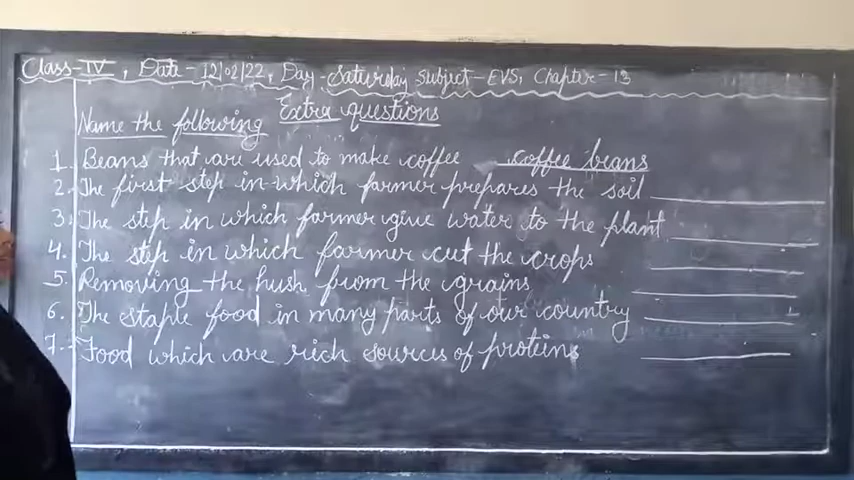 Class-IV, Date-12/02/22, Day-Saturday Subject-EVS, Chapter-13
Extra questions
Name the following
1. Beans that are used to make coffee coffee beans
2. The first step in which farmer prepares the soil
3. The step in which farmer give water to the plant
4. The step in which farmer cut the crops
5. Removing the hush from the grains
6. The staple food in many parts of our country
7. Food which are rich sources of proteins